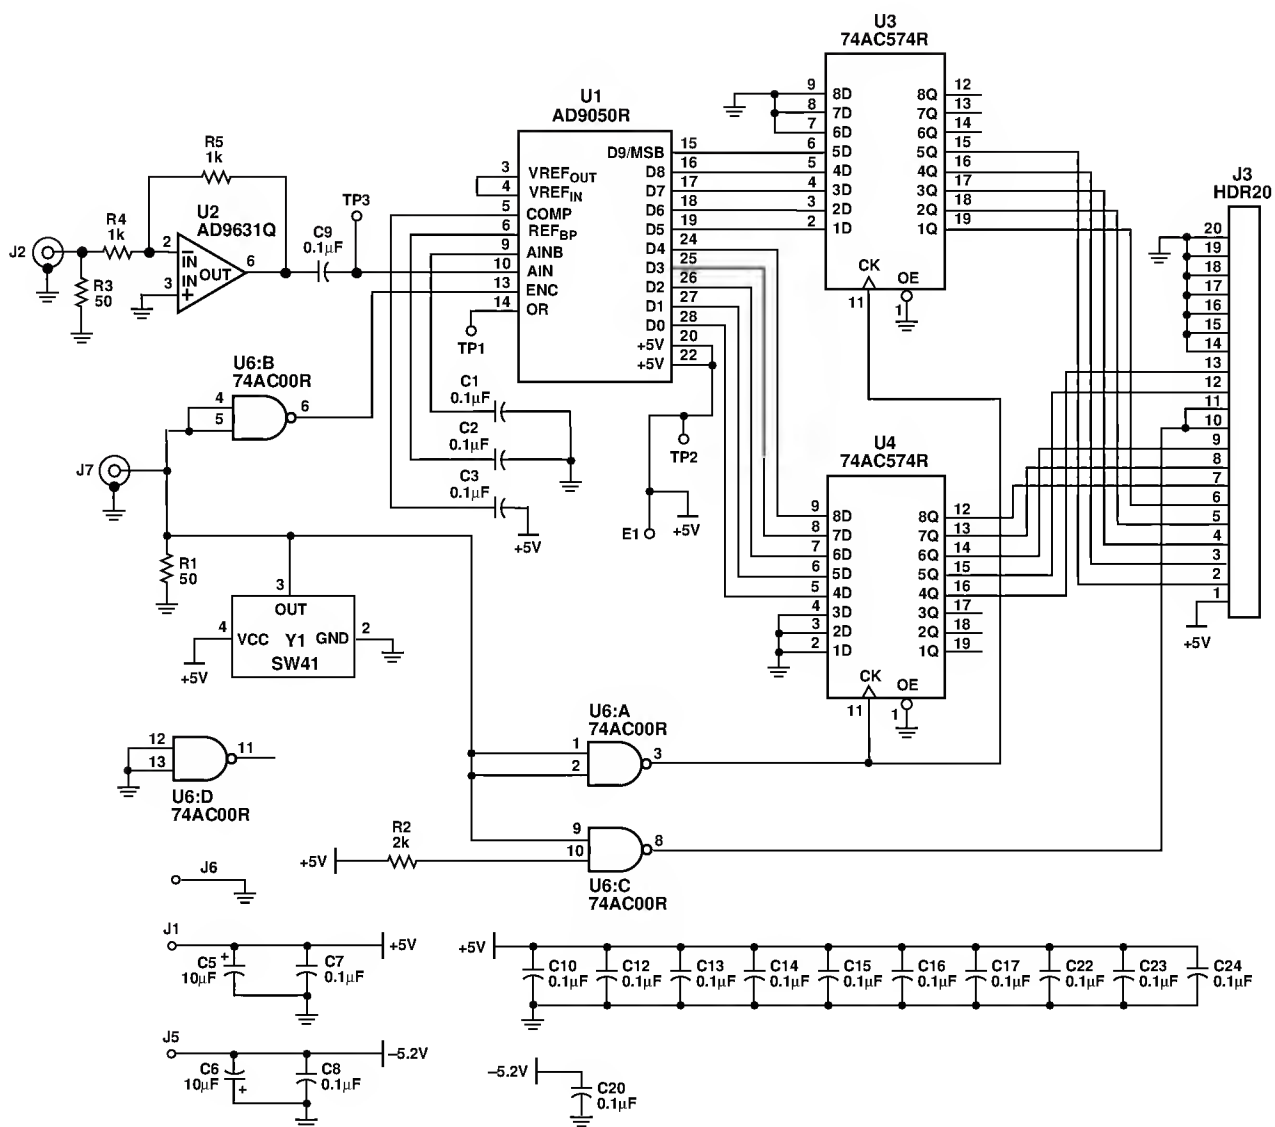 U3
74AC574R
9 8D 8Q 12
8 7D 7Q 13
7 6D 6Q 14
6 5D 5Q 15
5 4D 4Q 16
4 3D 3Q 17
3 2D 2Q 18
2 1D 1Q 19
CK OE
11 1
U1
AD9050R
3 VREFOUT
4 VREFIN
5 COMP
6 REFBP
9 AINB
10 AIN
13 ENC
14 OR
D9/MSB 15
D8 16
D7 17
D6 18
D5 19
D4 24
D3 25
D2 26
D1 27
D0 28
+5V 20
+5V 22
R5
1k
U2
AD9631Q
R4
1k
J2
R3
50
2 – IN
3 IN +
OUT 6
C9
0.1µF
TP3
TP1
J3
HDR20
20
19
18
17
16
15
14
13
12
11
10
9
8
7
6
5
4
3
2
1
+5V
U6:B
74AC00R
4
5
6
J7
C1
0.1µF
C2
0.1µF
C3
0.1µF
+5V
TP2
E1
+5V
R1
50
3
OUT
4 VCC Y1 GND 2
SW41
+5V
U4
74AC574R
9 8D 8Q 12
8 7D 7Q 13
7 6D 6Q 14
6 5D 5Q 15
5 4D 4Q 16
4 3D 3Q 17
3 2D 2Q 18
2 1D 1Q 19
CK OE
11 1
U6:A
74AC00R
1
2
3
12
13
11
U6:D
74AC00R
R2
2k
+5V
9
10
8
U6:C
74AC00R
J6
J1
+ C5
10µF
C7
0.1µF
+5V
+5V
C10
0.1µF
C12
0.1µF
C13
0.1µF
C14
0.1µF
C15
0.1µF
C16
0.1µF
C17
0.1µF
C22
0.1µF
C23
0.1µF
C24
0.1µF
J5
C6
10µF +
C8
0.1µF
–5.2V
–5.2V
C20
0.1µF